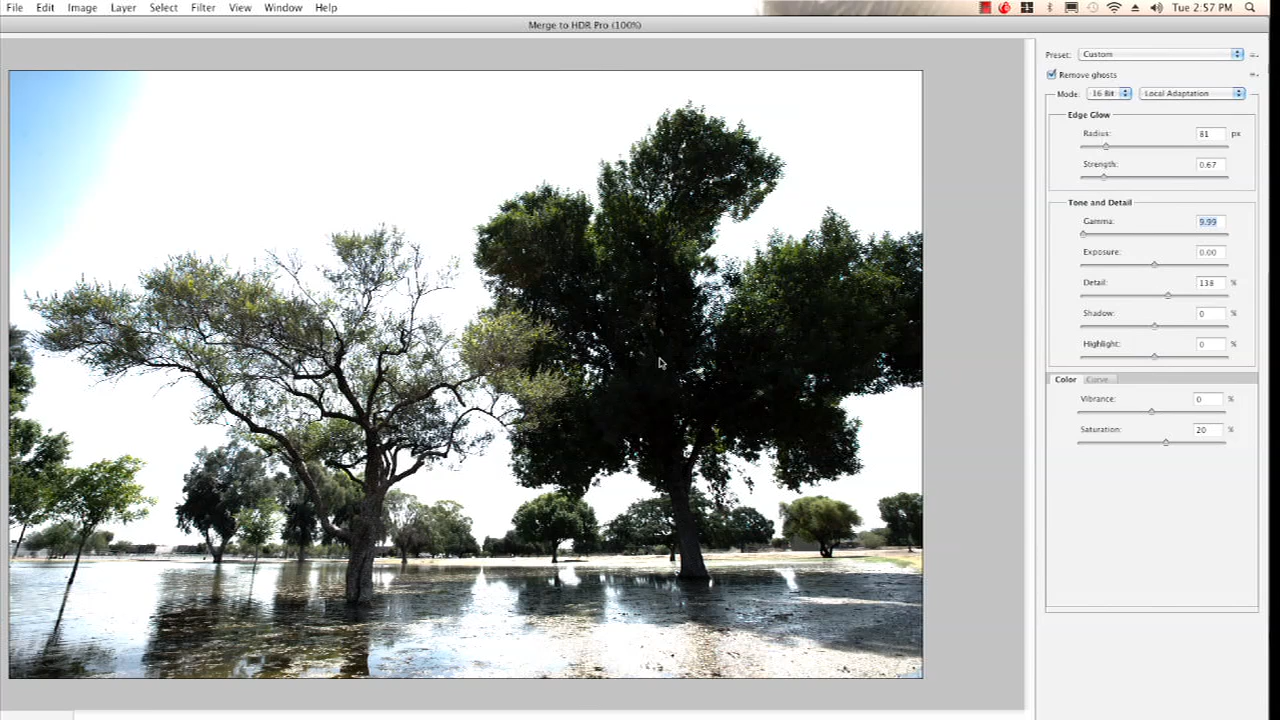 File Edit Image Layer Select Filter View Window Help Tue 2:57 PM
Merge to HDR Pro (100%)
Preset: Custom
Remove ghosts
Mode: 16 Bit Local Adaptation
Edge Glow
Radius: 81 px
Strength: 0.67
Tone and Detail
Gamma: 9.99
Exposure: 0.00
Detail: 138 %
Shadow: 0 %
Highlight: 0 %
Color Curve
Vibrance: 0 %
Saturation: 20 %